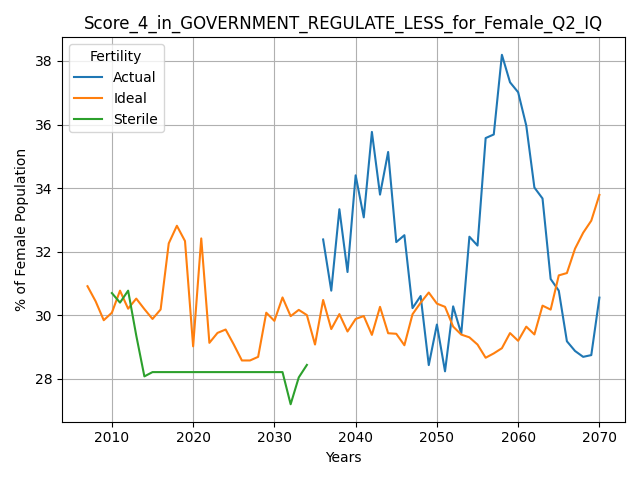 Score_4_in_GOVERNMENT_REGULATE_LESS_for_Female_Q2_IQ
Fertility
Actual
Ideal
Sterile
% of Female Population
38
36
34
32
30
28
2010 2020 2030 2040 2050 2060 2070
Years